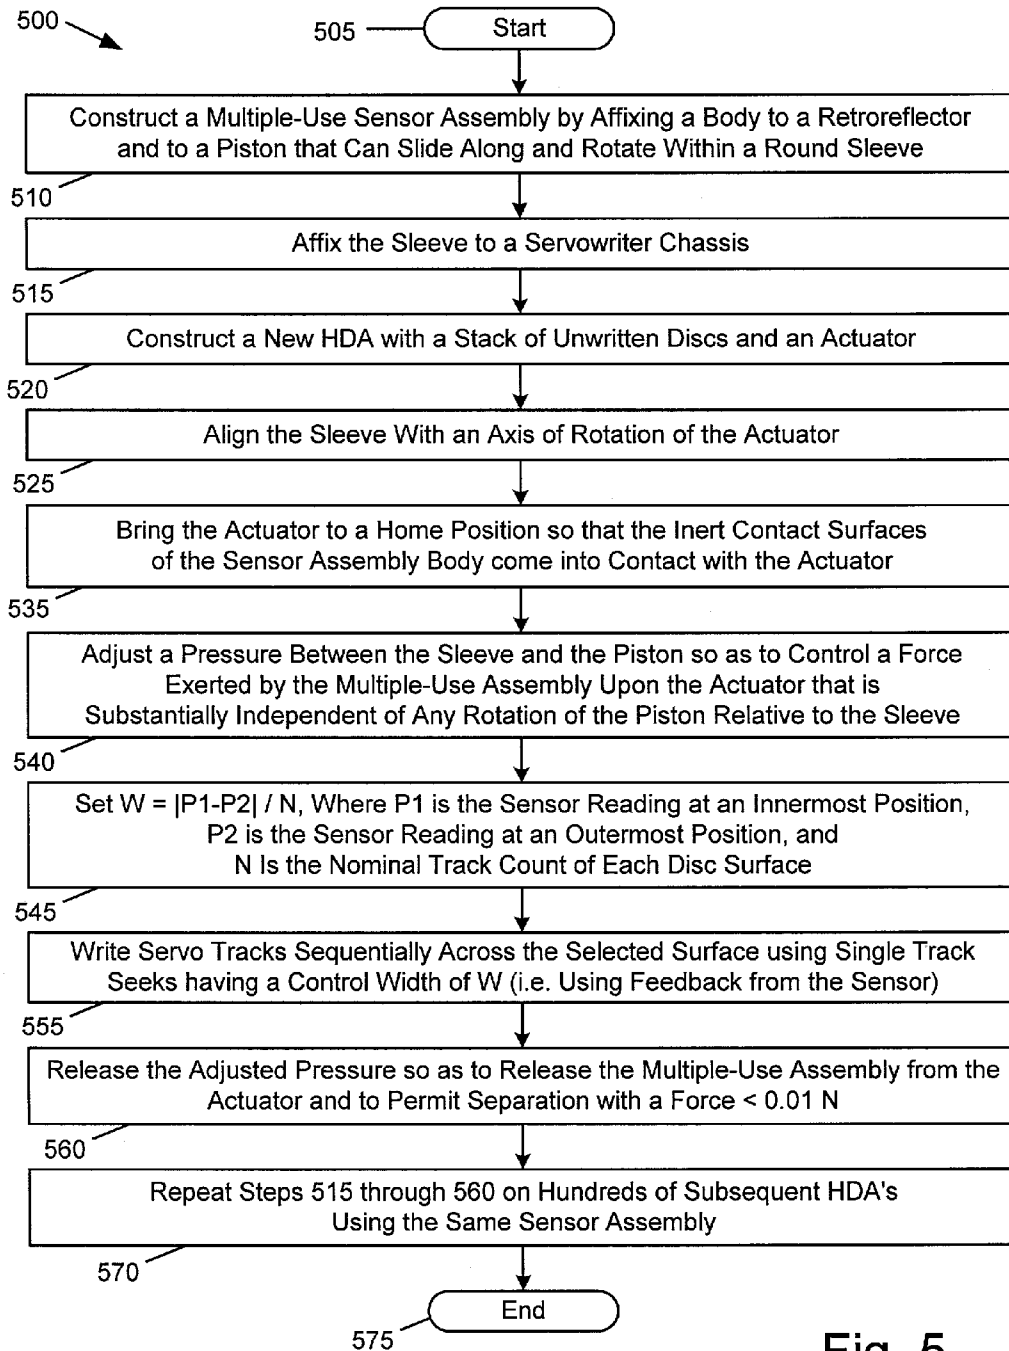 500
505
Start
Construct a Multiple-Use Sensor Assembly by Affixing a Body to a Retroreflector
and to a Piston that Can Slide Along and Rotate Within a Round Sleeve
510
Affix the Sleeve to a Servowriter Chassis
515
Construct a New HDA with a Stack of Unwritten Discs and an Actuator
520
Align the Sleeve With an Axis of Rotation of the Actuator
525
Bring the Actuator to a Home Position so that the Inert Contact Surfaces
of the Sensor Assembly Body come into Contact with the Actuator
535
Adjust a Pressure Between the Sleeve and the Piston so as to Control a Force
Exerted by the Multiple-Use Assembly Upon the Actuator that is
Substantially Independent of Any Rotation of the Piston Relative to the Sleeve
540
Set W = |P1-P2| / N, Where P1 is the Sensor Reading at an Innermost Position,
P2 is the Sensor Reading at an Outermost Position, and
N Is the Nominal Track Count of Each Disc Surface
545
Write Servo Tracks Sequentially Across the Selected Surface using Single Track
Seeks having a Control Width of W (i.e. Using Feedback from the Sensor)
555
Release the Adjusted Pressure so as to Release the Multiple-Use Assembly from the
Actuator and to Permit Separation with a Force < 0.01 N
560
Repeat Steps 515 through 560 on Hundreds of Subsequent HDA's
Using the Same Sensor Assembly
570
End
575
Fig. 5